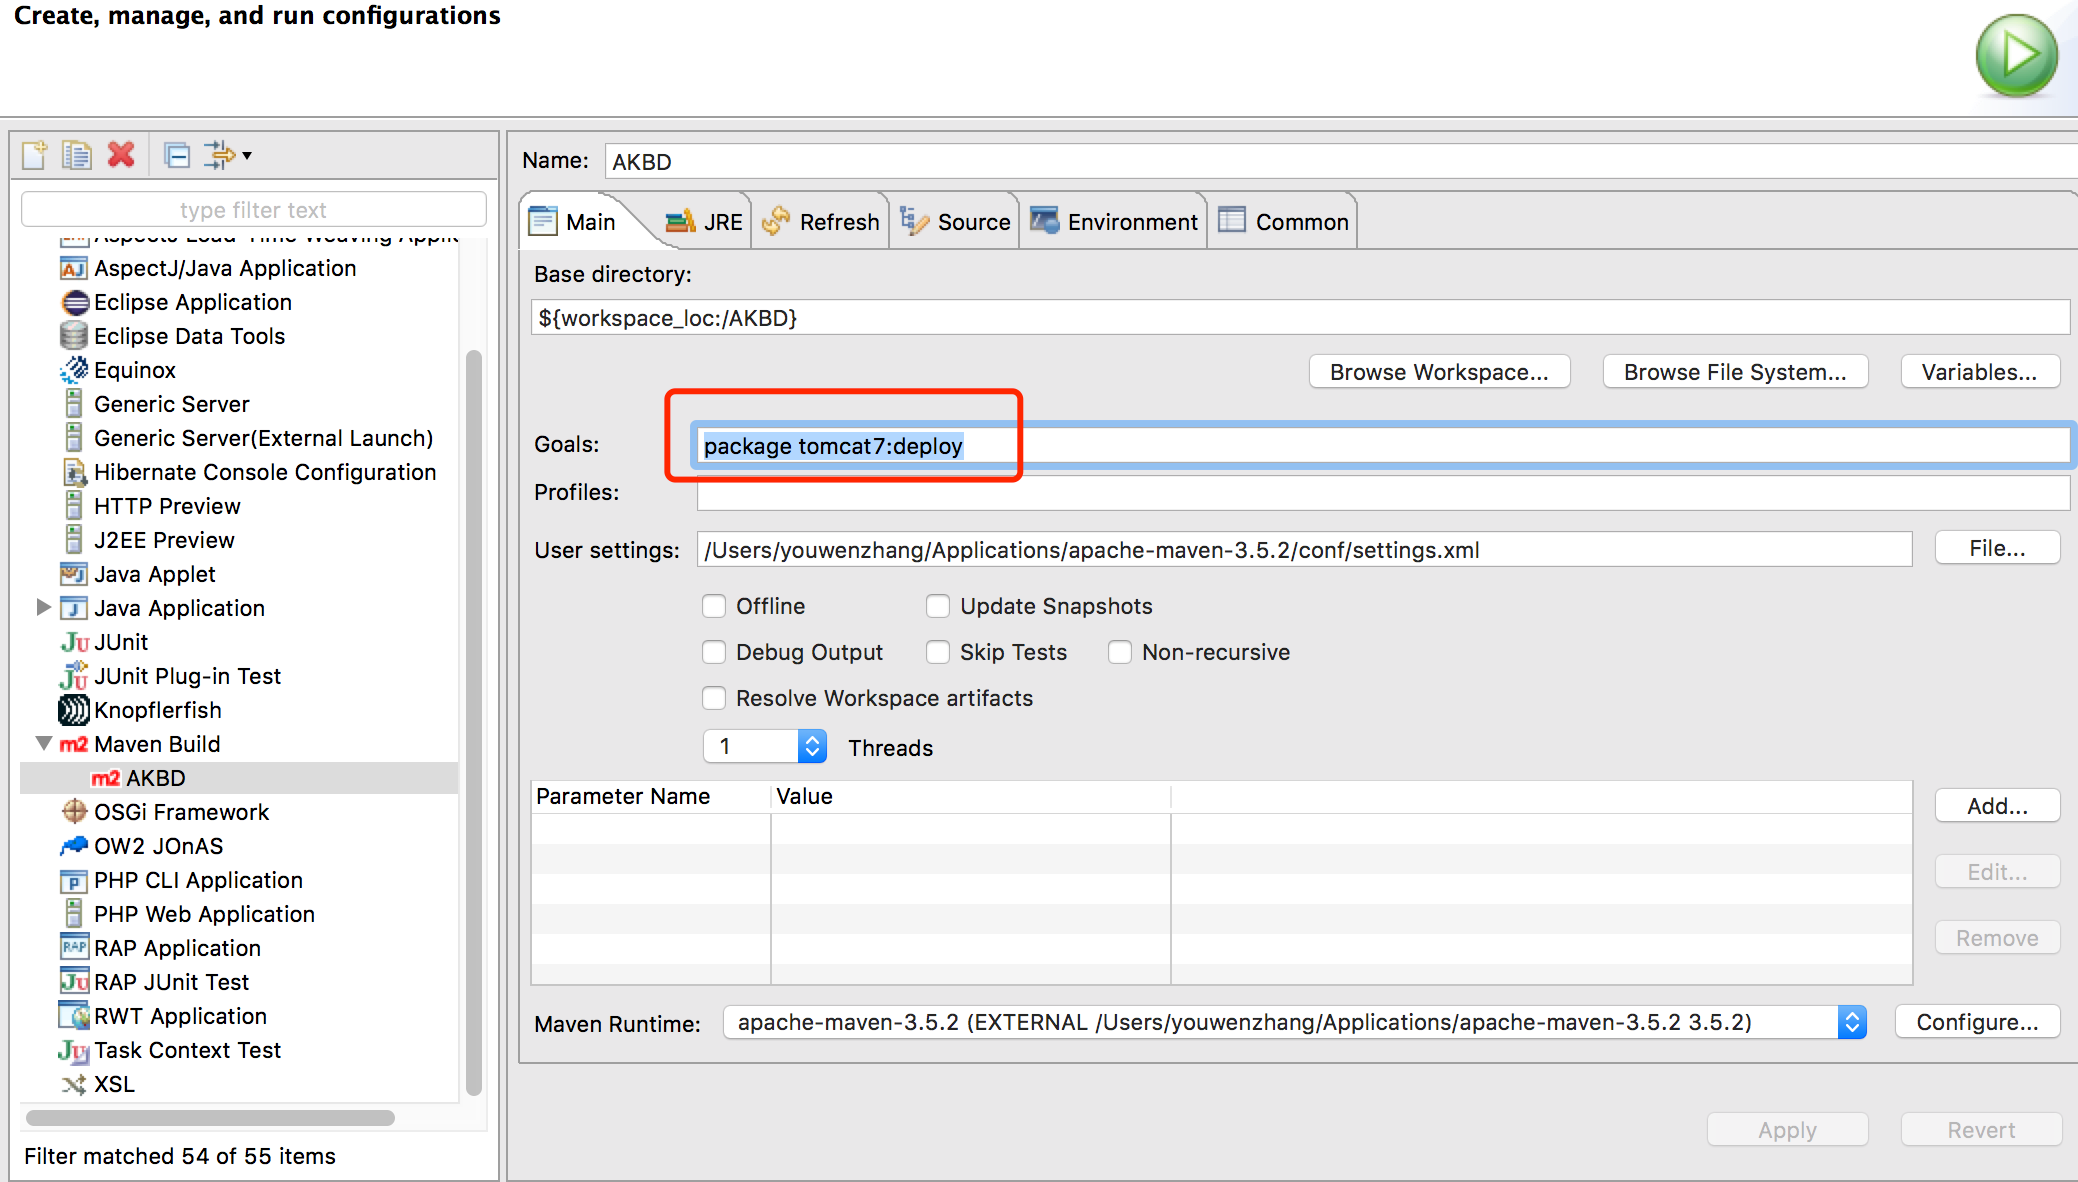 Create, manage, and run configurations
type filter text
AspectJ Load-Time Weaving Applic
AspectJ/Java Application
Eclipse Application
Eclipse Data Tools
Equinox
Generic Server
Generic Server(External Launch)
Hibernate Console Configuration
HTTP Preview
J2EE Preview
Java Applet
Java Application
JUnit
JUnit Plug-in Test
Knopflerfish
m2 Maven Build
m2 AKBD
OSGi Framework
OW2 JOnAS
PHP CLI Application
PHP Web Application
RAP Application
RAP JUnit Test
RWT Application
Task Context Test
XSL
Filter matched 54 of 55 items
Name: AKBD
Main JRE Refresh Source Environment Common
Base directory:
${workspace_loc:/AKBD}
Browse Workspace... Browse File System... Variables...
Goals: package tomcat7:deploy
Profiles:
User settings: /Users/youwenzhang/Applications/apache-maven-3.5.2/conf/settings.xml File...
Offline Update Snapshots
Debug Output Skip Tests Non-recursive
Resolve Workspace artifacts
1 Threads
Parameter Name Value
Add...
Edit...
Remove
Maven Runtime: apache-maven-3.5.2 (EXTERNAL /Users/youwenzhang/Applications/apache-maven-3.5.2 3.5.2) Configure...
Apply Revert